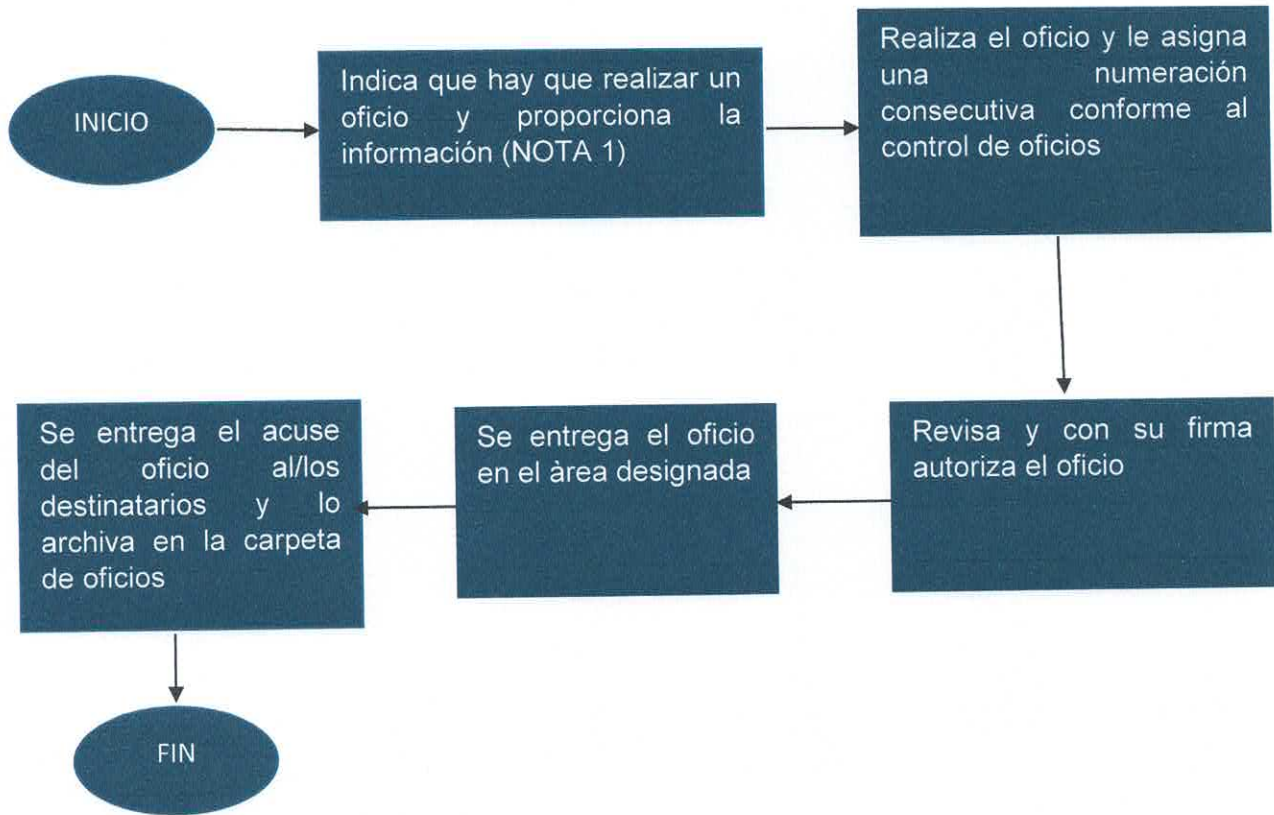 INICIO
Indica que hay que realizar un
oficio y proporciona la
información (NOTA 1)
Realiza el oficio y le asigna
una numeración
consecutiva conforme al
control de oficios
Revisa y con su firma
autoriza el oficio
Se entrega el oficio
en el àrea designada
Se entrega el acuse
del oficio al/los
destinatarios y lo
archiva en la carpeta
de oficios
FIN